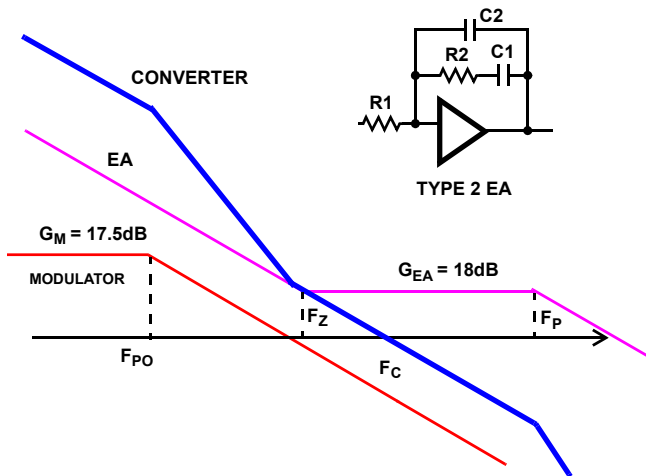 C2
R2
C1
R1
CONVERTER
TYPE 2 EA
EA
G_M = 17.5dB
G_EA = 18dB
MODULATOR
F_Z
F_P
F_PO
F_C